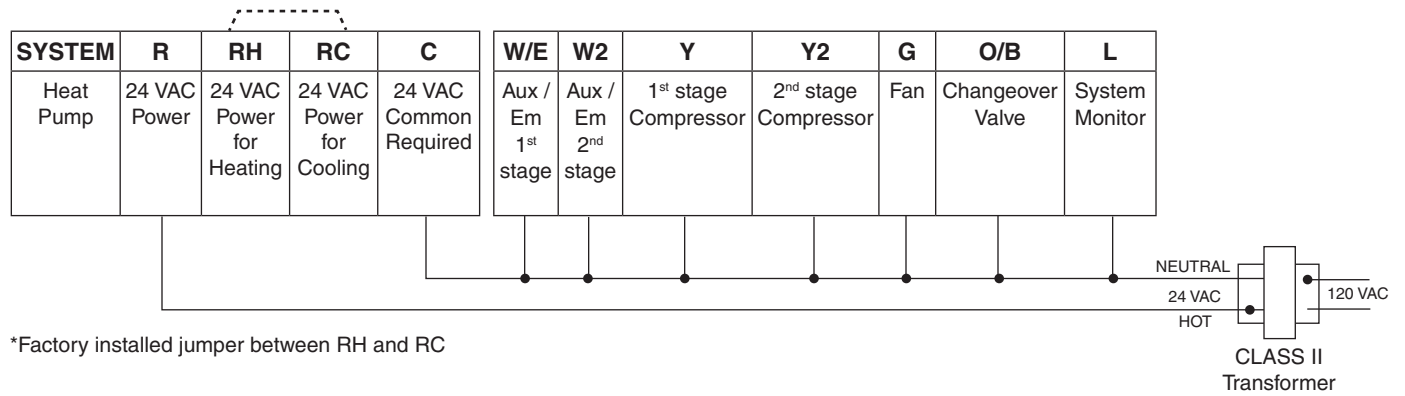 SYSTEM R RH RC C W/E W2 Y Y2 G O/B L
Heat 24 VAC 24 VAC 24 VAC 24 VAC Aux / Aux / 1st stage 2nd stage Fan Changeover System
Pump Power Power Power Common Em Em Compressor Compressor Valve Monitor
for for Required 1st 2nd
Heating Cooling stage stage
NEUTRAL
24 VAC 120 VAC
HOT
*Factory installed jumper between RH and RC
CLASS II
Transformer